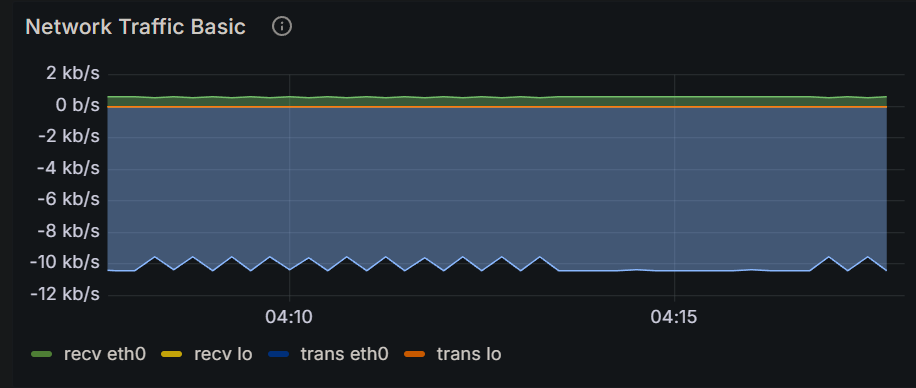 Network Traffic Basic
2 kb/s
0 b/s
-2 kb/s
-4 kb/s
-6 kb/s
-8 kb/s
-10 kb/s
-12 kb/s
04:10 04:15
recv eth0 recv lo trans eth0 trans lo